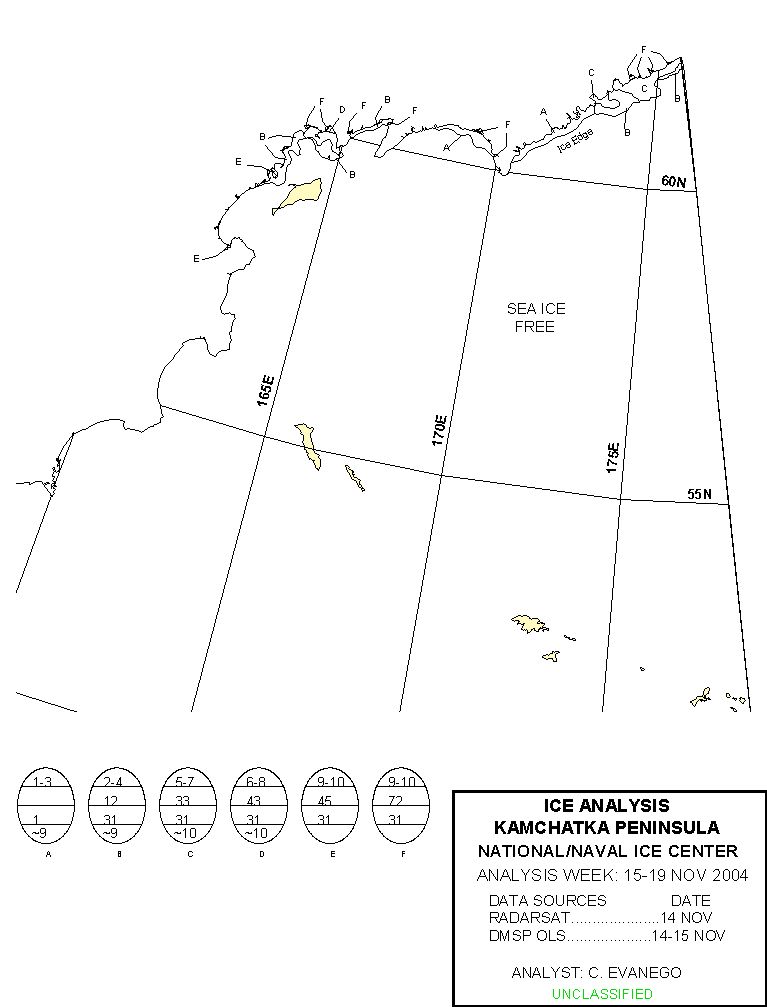 F
C
C
B
F
D
F
B
F
B
A
F
A
B
Ice Edge
E
B
60N
E
SEA ICE
FREE
165E
170E
175E
55N
1-3
1
~9
A
2-4
12
31
~9
B
5-7
33
31
~10
C
6-8
43
31
~10
D
9-10
45
31
E
9-10
72
31
F
ICE ANALYSIS
KAMCHATKA PENINSULA
NATIONAL/NAVAL ICE CENTER
ANALYSIS WEEK: 15-19 NOV 2004
DATA SOURCES DATE
RADARSAT.....................14 NOV
DMSP OLS....................14-15 NOV
ANALYST: C. EVANEGO
UNCLASSIFIED